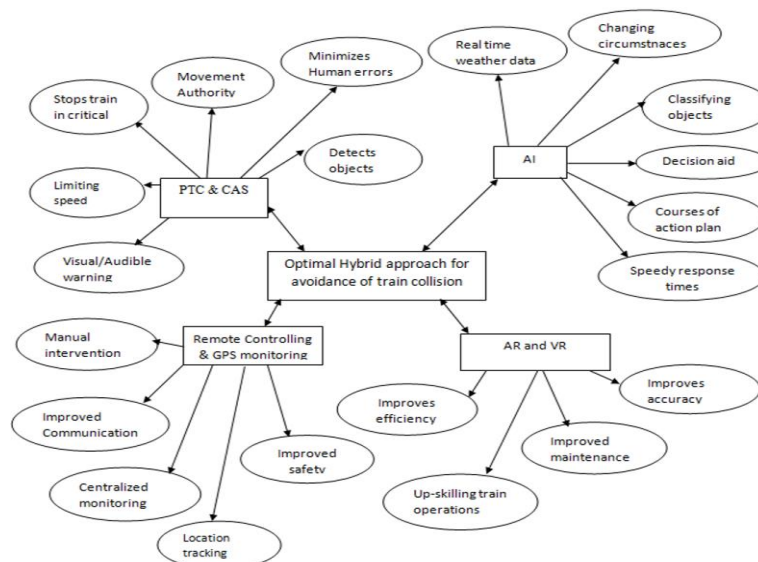 Real time
weather data
Changing
circumstnaces
Minimizes
Human errors
Movement
Authority
Stops train
in critical
Classifying
objects
Detects
objects
AI
Decision aid
Limiting
speed
PTC & CAS
Courses of
action plan
Visual/Audible
warning
Optimal Hybrid approach for
avoidance of train collision
Speedy response
times
Manual
intervention
Remote Controlling
& GPS monitoring
AR and VR
Improves
accuracy
Improves
efficiency
Improved
Communication
Improved
maintenance
Improved
safety
Centralized
monitoring
Up-skilling train
operations
Location
tracking